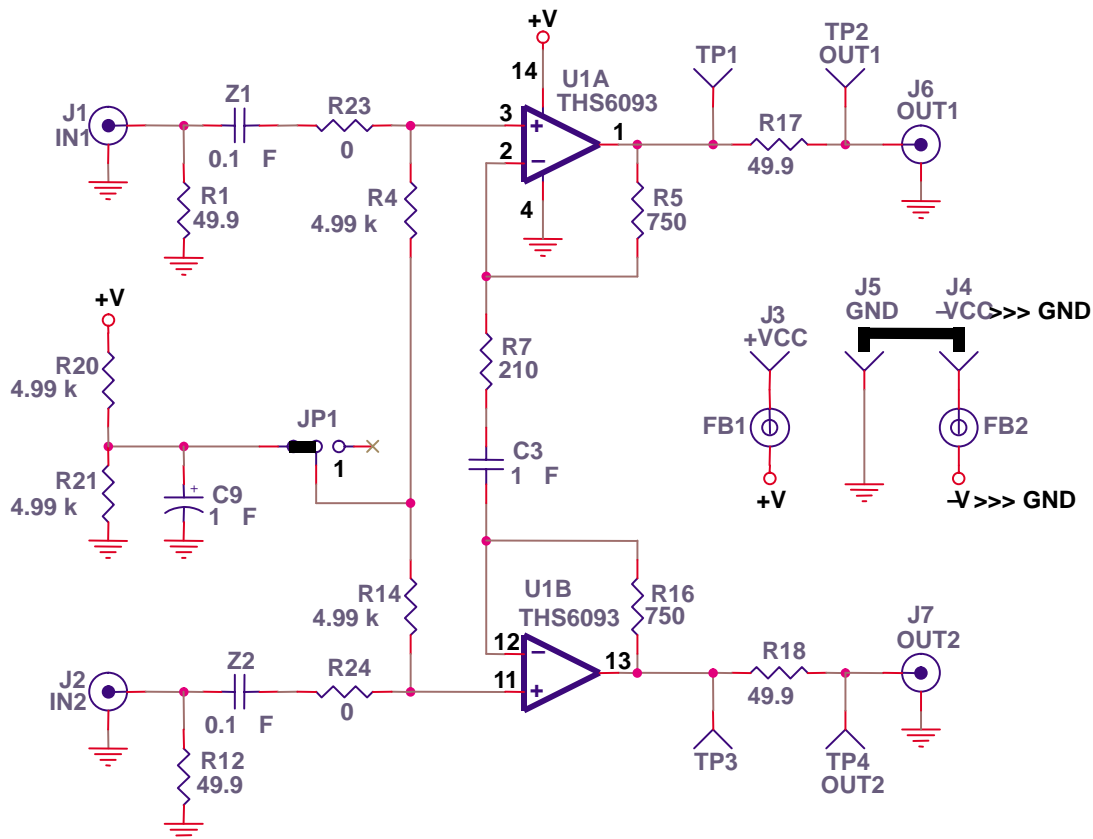 +V
14
U1A
THS6093
TP1
TP2
OUT1
J1
IN1
Z1
0.1 F
R23
0
3
2
1
4
R17
49.9
J6
OUT1
R1
49.9
R4
4.99 k
R5
750
+V
R20
4.99 k
R7
210
J3
+VCC
J5
GND
J4
–VCC>>> GND
JP1
1
FB1
FB2
R21
4.99 k
+
C9
1 F
C3
1 F
+V
–V >>> GND
R14
4.99 k
U1B
THS6093
R16
750
12
11
13
J2
IN2
Z2
0.1 F
R24
0
R18
49.9
J7
OUT2
R12
49.9
TP3
TP4
OUT2